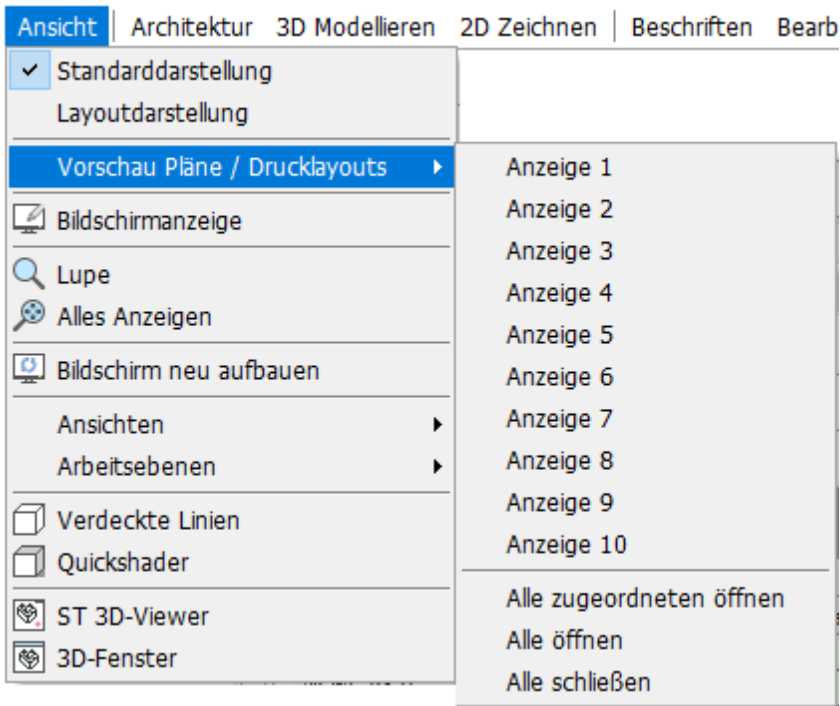 Ansicht | Architektur 3D Modellieren 2D Zeichnen | Beschriften Bearb
Standarddarstellung
Layoutdarstellung
Vorschau Pläne / Drucklayouts
Bildschirmanzeige
Lupe
Alles Anzeigen
Bildschirm neu aufbauen
Ansichten
Arbeitsebenen
Verdeckte Linien
Quickshader
ST 3D-Viewer
3D-Fenster
Anzeige 1
Anzeige 2
Anzeige 3
Anzeige 4
Anzeige 5
Anzeige 6
Anzeige 7
Anzeige 8
Anzeige 9
Anzeige 10
Alle zugeordneten öffnen
Alle öffnen
Alle schließen